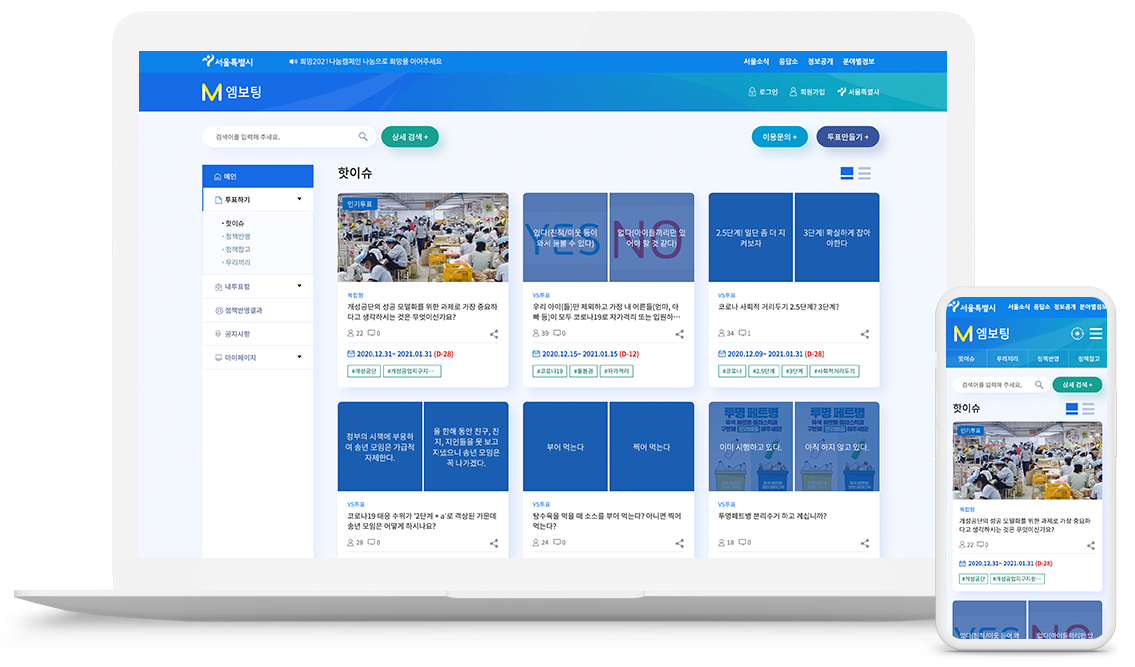 서울특별시
희망2021나눔캠페인 나눔으로 희망을 이어주세요
서울소식 응답소 정보공개 분야별정보
M 엠보팅
로그인 회원가입 서울특별시
검색어를 입력해 주세요.
상세 검색 +
이용문의 +
투표만들기 +
메인
투표하기
핫이슈
정책반영
정책참고
우리끼리
내투표함
정책반영결과
공지사항
마이페이지
핫이슈
인기투표
복합형
개성공단의 성공 모델화를 위한 과제로 가장 중요하
다고 생각하시는 것은 무엇이신가요?
22 0
2020.12.31~ 2021.01.31 (D-28)
#개성공단 #개성공업지구지…
YES NO
있다(친척/이웃 등이
와서 돌볼 수 있다)
없다(아이들끼리만 있
어야 할 것 같다)
VS투표
우리 아이(들)만 제외하고 가정 내 어른들(엄마, 아
빠 등)이 모두 코로나19로 자가격리 또는 입원하…
39 0
2020.12.15~ 2021.01.15 (D-12)
#코로나19 #돌봄권 #자가격리
2.5단계! 일단 좀 더 지
켜보자
3단계! 확실하게 잡아
야한다
VS투표
코로나 사회적 거리두기 2.5단계? 3단계?
34 1
2020.12.09~ 2021.01.31 (D-28)
#코로나 #2.5단계 #3단계 #사회적거리두기
정부의 시책에 부응하
여 송년 모임은 가급적
자제한다.
올 한해 동안 친구, 친
지, 지인들을 못 보고
지냈으니 송년 모임은
꼭 나가겠다.
VS투표
코로나19 대응 수위가 '2단계 + a'로 격상된 가운데
송년 모임은 어떻게 하시나요?
28 0
부어 먹는다
찍어 먹는다
VS투표
탕수육을 먹을 때 소스를 부어 먹는다? 아니면 찍어
먹는다?
24 0
투명 페트병
투명 페트병
이미 시행하고 있다.
아직 하지 않고 있다.
VS투표
투명페트병 분리수거 하고 계십니까?
18 0
서울특별시
서울소식 응답소 정보공개 분야별정보
M 엠보팅
핫이슈 우리끼리 정책반영 정책참고
검색어를 입력해 주세요.
상세 검색 +
핫이슈
인기투표
복합형
개성공단의 성공 모델화를 위한 과제로 가장 중요하
다고 생각하시는 것은 무엇이신가요?
22 0
2020.12.31~ 2021.01.31 (D-28)
#개성공단 #개성공업지구지원…
YES NO
있다(친척/이웃 등이 와
없다(아이들끼리만 있